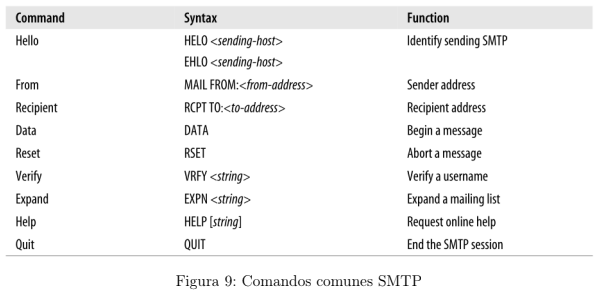 Command Syntax Function
Hello HELO <sending-host> Identify sending SMTP
EHLO <sending-host>
From MAIL FROM:<from-address> Sender address
Recipient RCPT TO:<to-address> Recipient address
Data DATA Begin a message
Reset RSET Abort a message
Verify VRFY <string> Verify a username
Expand EXPN <string> Expand a mailing list
Help HELP [string] Request online help
Quit QUIT End the SMTP session
Figura 9: Comandos comunes SMTP